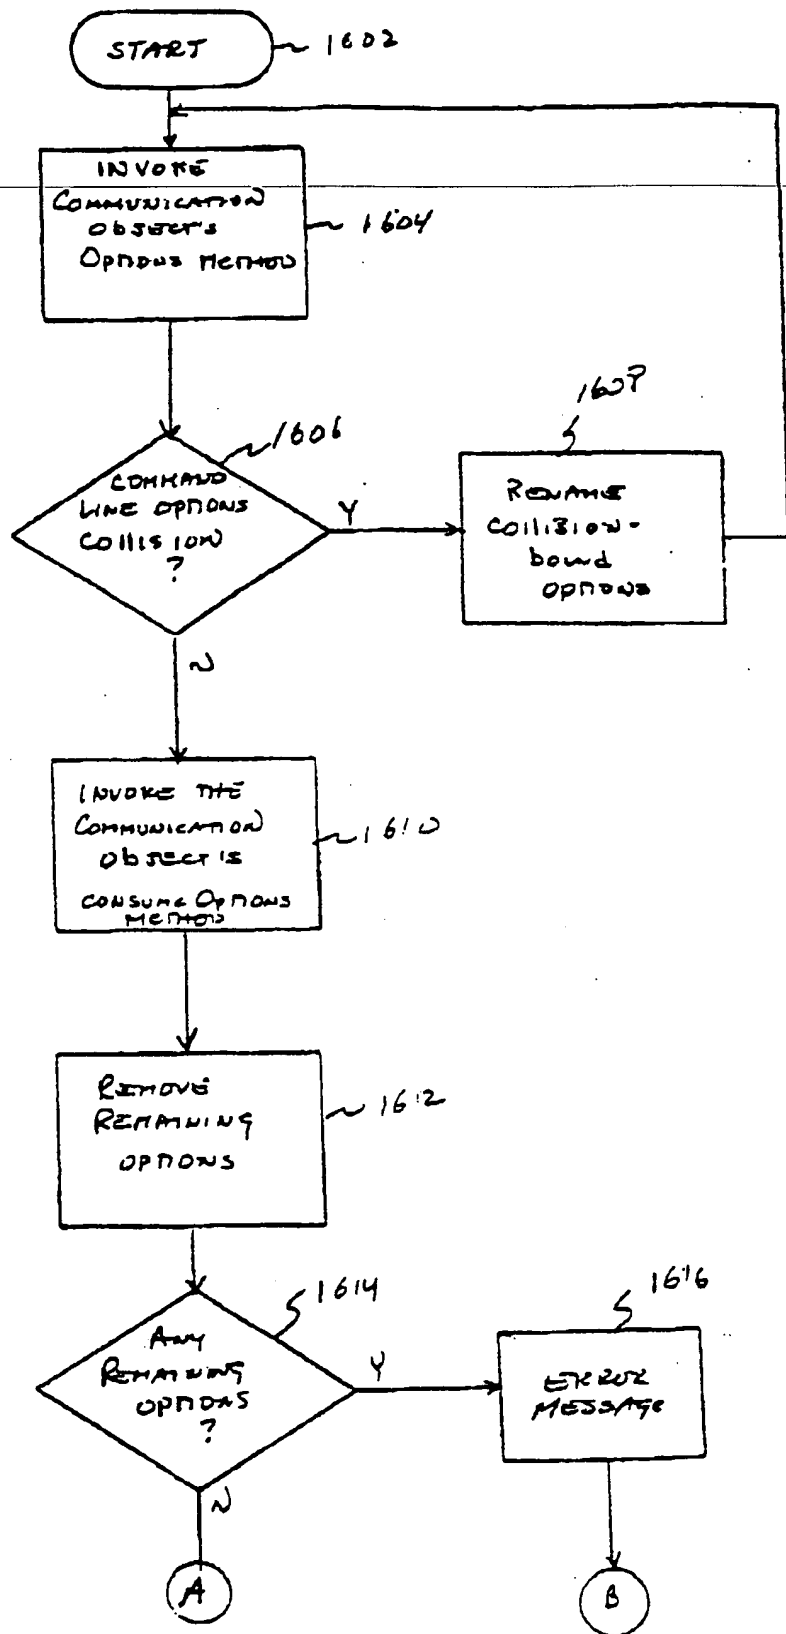 START
1602
INVOKE
COMMUNICATION
ObJECT'S
OPTIONS METHOD
1604
1606
COMMAND
LINE OPTIONS
COllISION
?
Y
N
1608
RENAME
COllISION-
bound
OPTIONS
INVOKE THE
COMMUNICATION
ObJECT'S
CONSUME OPTIONS
METHOD
1610
REMOVE
REMAINING
OPTIONS
1612
1614
ANY
REMAINING
OPTIONS
?
Y
N
1616
ERROR
MESSAGE
A
B